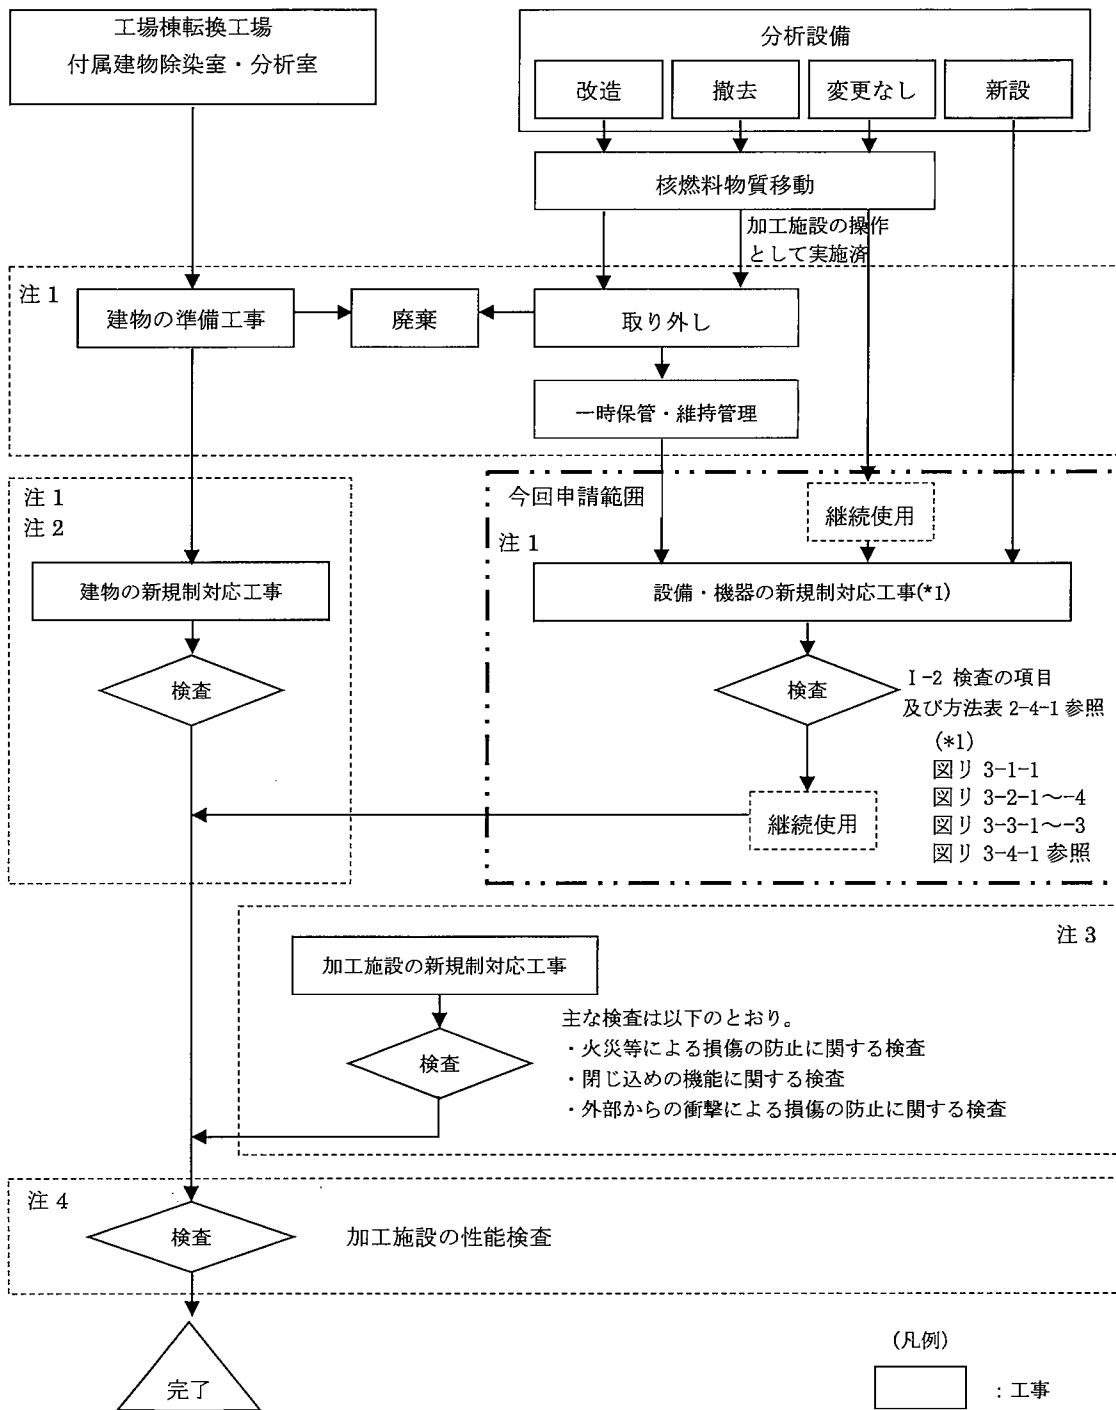 工場棟転換工場
付属建物除染室・分析室
分析設備
改造
撤去
変更なし
新設
核燃料物質移動
加工施設の操作
として実施済
注 1
建物の準備工事
廃棄
取り外し
一時保管・維持管理
注 1
注 2
建物の新規制対応工事
検査
今回申請範囲
注 1
継続使用
設備・機器の新規制対応工事(*1)
検査
Ⅰ-2 検査の項目
及び方法表 2-4-1 参照
(*1)
図リ 3-1-1
図リ 3-2-1～-4
図リ 3-3-1～-3
図リ 3-4-1 参照
継続使用
注 3
加工施設の新規制対応工事
検査
主な検査は以下のとおり。
・火災等による損傷の防止に関する検査
・閉じ込めの機能に関する検査
・外部からの衝撃による損傷の防止に関する検査
注 4
検査
加工施設の性能検査
完了
(凡例)
：工事